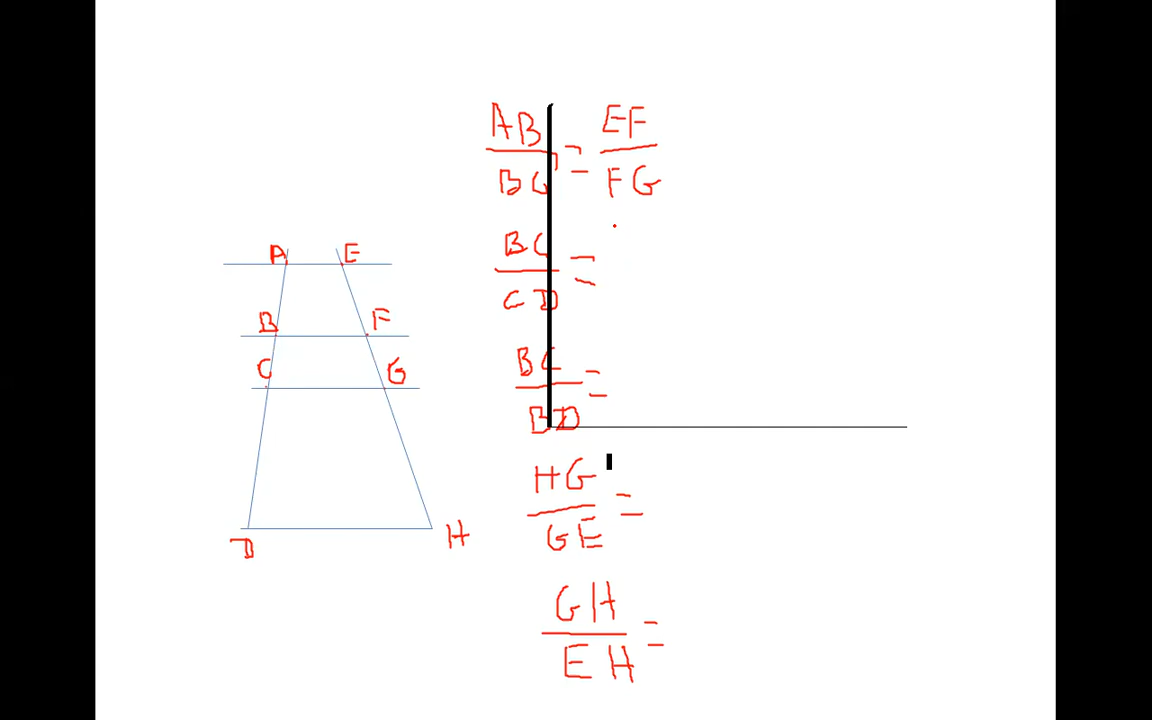 A E
B F
C G
D H
AB/BC = EF/FG
BC/CD =
BC/BD =
HG/GE =
GH/EH =